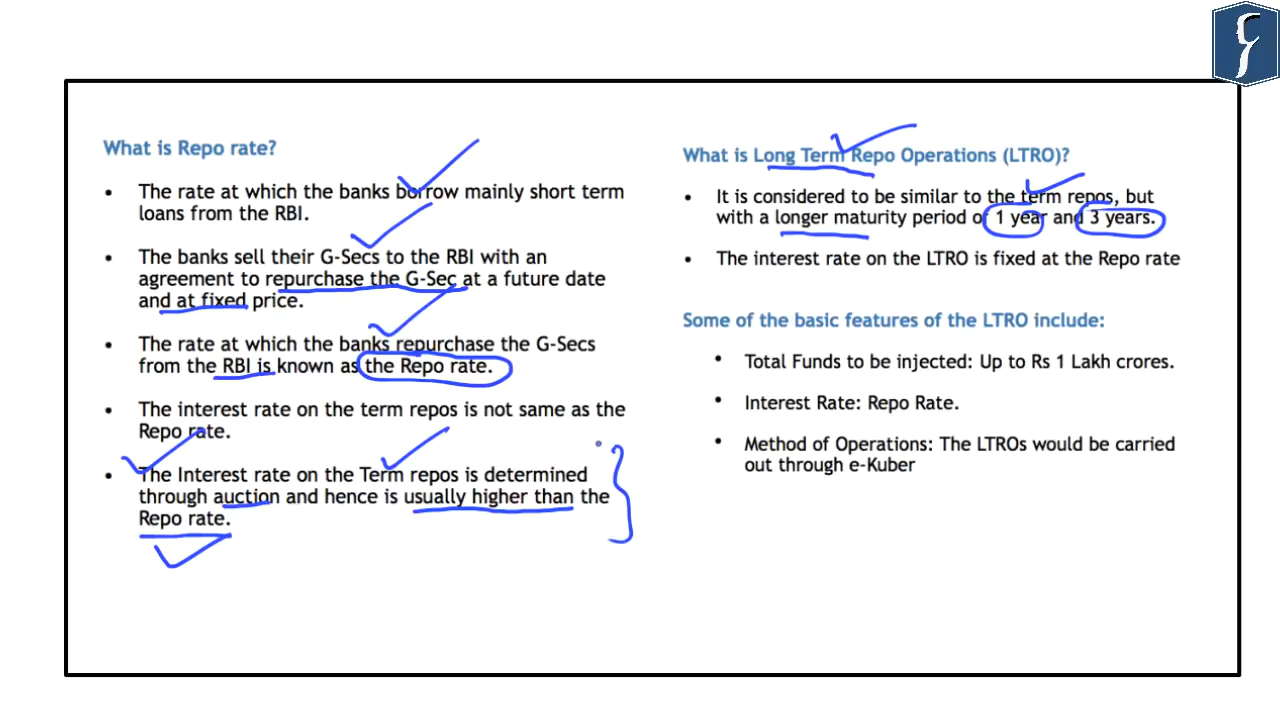 What is Repo rate?
• The rate at which the banks borrow mainly short term
loans from the RBI.
• The banks sell their G-Secs to the RBI with an
agreement to repurchase the G-Sec at a future date
and at fixed price.
• The rate at which the banks repurchase the G-Secs
from the RBI is known as the Repo rate.
• The interest rate on the term repos is not same as the
Repo rate.
• The Interest rate on the Term repos is determined
through auction and hence is usually higher than the
Repo rate.
What is Long Term Repo Operations (LTRO)?
• It is considered to be similar to the term repos, but
with a longer maturity period of 1 year and 3 years.
• The interest rate on the LTRO is fixed at the Repo rate
Some of the basic features of the LTRO include:
• Total Funds to be injected: Up to Rs 1 Lakh crores.
• Interest Rate: Repo Rate.
• Method of Operations: The LTROs would be carried
out through e-Kuber